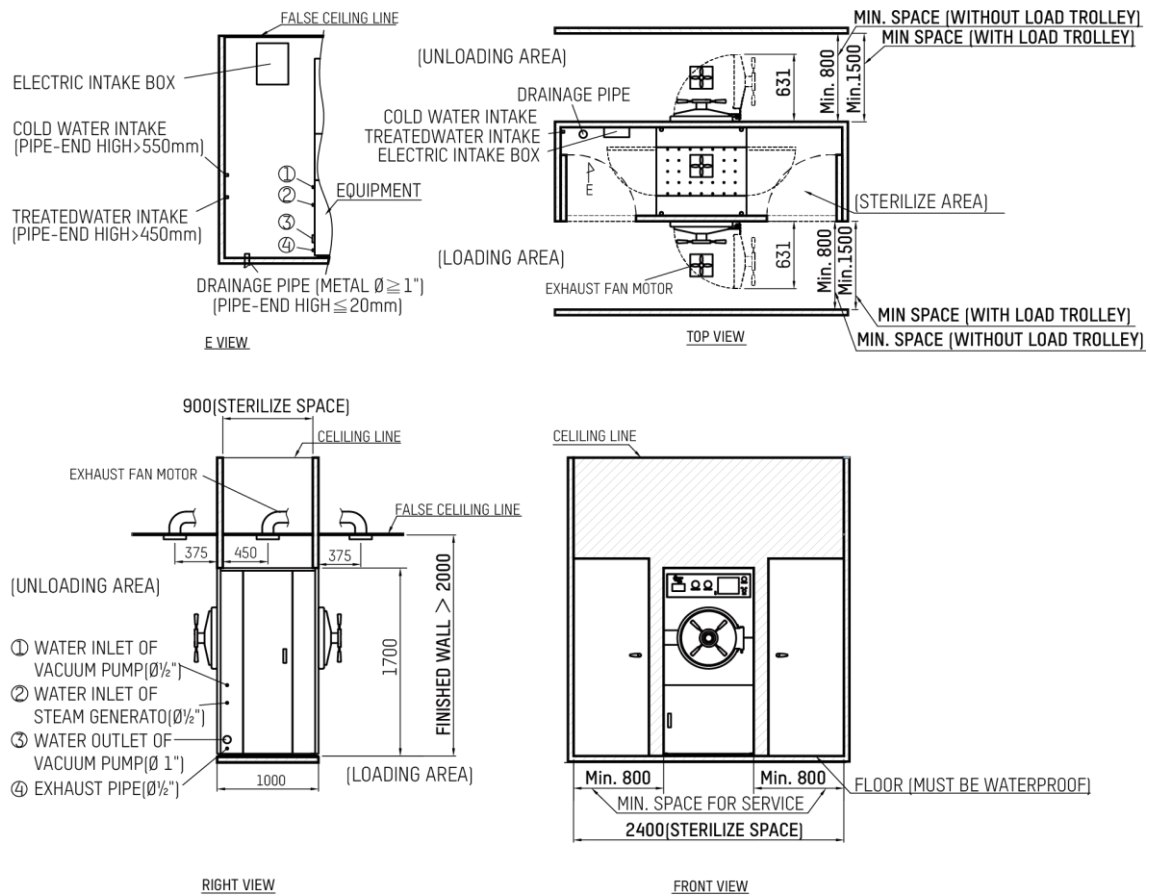 FALSE CEILING LINE
ELECTRIC INTAKE BOX
COLD WATER INTAKE
(PIPE-END HIGH>550mm)
TREATEDWATER INTAKE
(PIPE-END HIGH>450mm)
①
②
③
④
EQUIPMENT
DRAINAGE PIPE (METAL Ø≧1")
(PIPE-END HIGH≦20mm)
E VIEW
MIN. SPACE (WITHOUT LOAD TROLLEY)
MIN SPACE (WITH LOAD TROLLEY)
(UNLOADING AREA)
631
Min. 800
Min.1500
DRAINAGE PIPE
COLD WATER INTAKE
TREATEDWATER INTAKE
ELECTRIC INTAKE BOX
E
(STERILIZE AREA)
(LOADING AREA)
631
Min. 800
Min.1500
EXHAUST FAN MOTOR
MIN SPACE (WITH LOAD TROLLEY)
MIN. SPACE (WITHOUT LOAD TROLLEY)
TOP VIEW
900(STERILIZE SPACE)
CELILING LINE
EXHAUST FAN MOTOR
FALSE CELILING LINE
375
450
375
(UNLOADING AREA)
1700
FINISHED WALL > 2000
① WATER INLET OF
VACUUM PUMP(Ø½")
② WATER INLET OF
STEAM GENERATO(Ø½")
③ WATER OUTLET OF
VACUUM PUMP(Ø 1")
④ EXHAUST PIPE(Ø½")
1000
(LOADING AREA)
RIGHT VIEW
CELILING LINE
Min. 800
Min. 800
FLOOR (MUST BE WATERPROOF)
MIN. SPACE FOR SERVICE
2400(STERILIZE SPACE)
FRONT VIEW